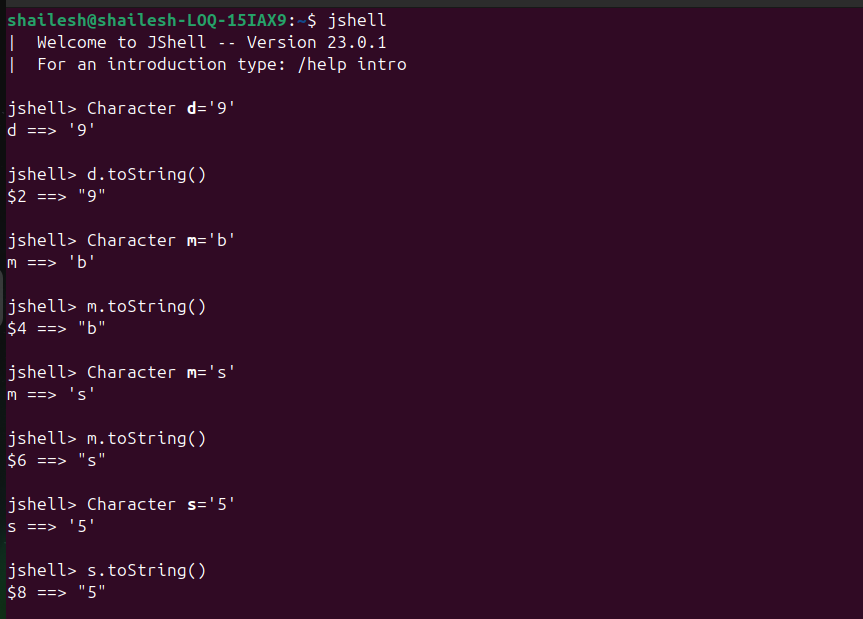 shailesh@shailesh-LOQ-15IAX9:~$ jshell
|  Welcome to JShell -- Version 23.0.1
|  For an introduction type: /help intro
jshell> Character d='9'
d ==> '9'
jshell> d.toString()
$2 ==> "9"
jshell> Character m='b'
m ==> 'b'
jshell> m.toString()
$4 ==> "b"
jshell> Character m='s'
m ==> 's'
jshell> m.toString()
$6 ==> "s"
jshell> Character s='5'
s ==> '5'
jshell> s.toString()
$8 ==> "5"